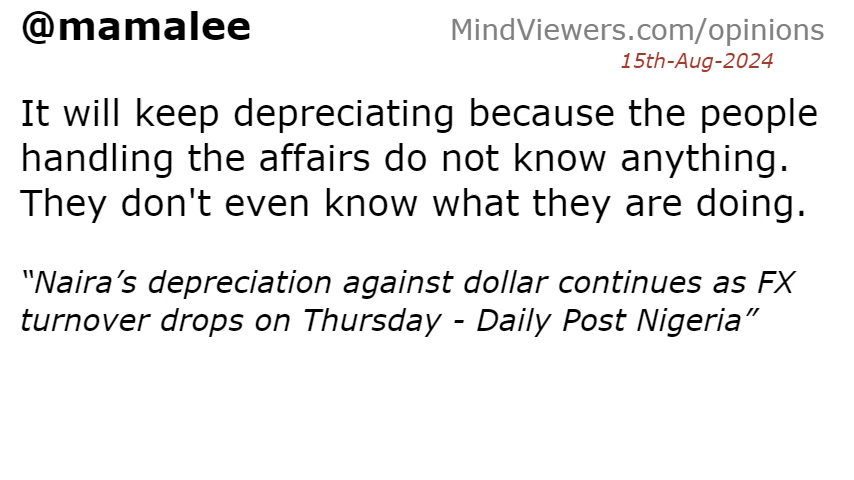 @mamalee
MindViewers.com/opinions
15th-Aug-2024
It will keep depreciating because the people
handling the affairs do not know anything.
They don't even know what they are doing.
“Naira’s depreciation against dollar continues as FX
turnover drops on Thursday - Daily Post Nigeria”